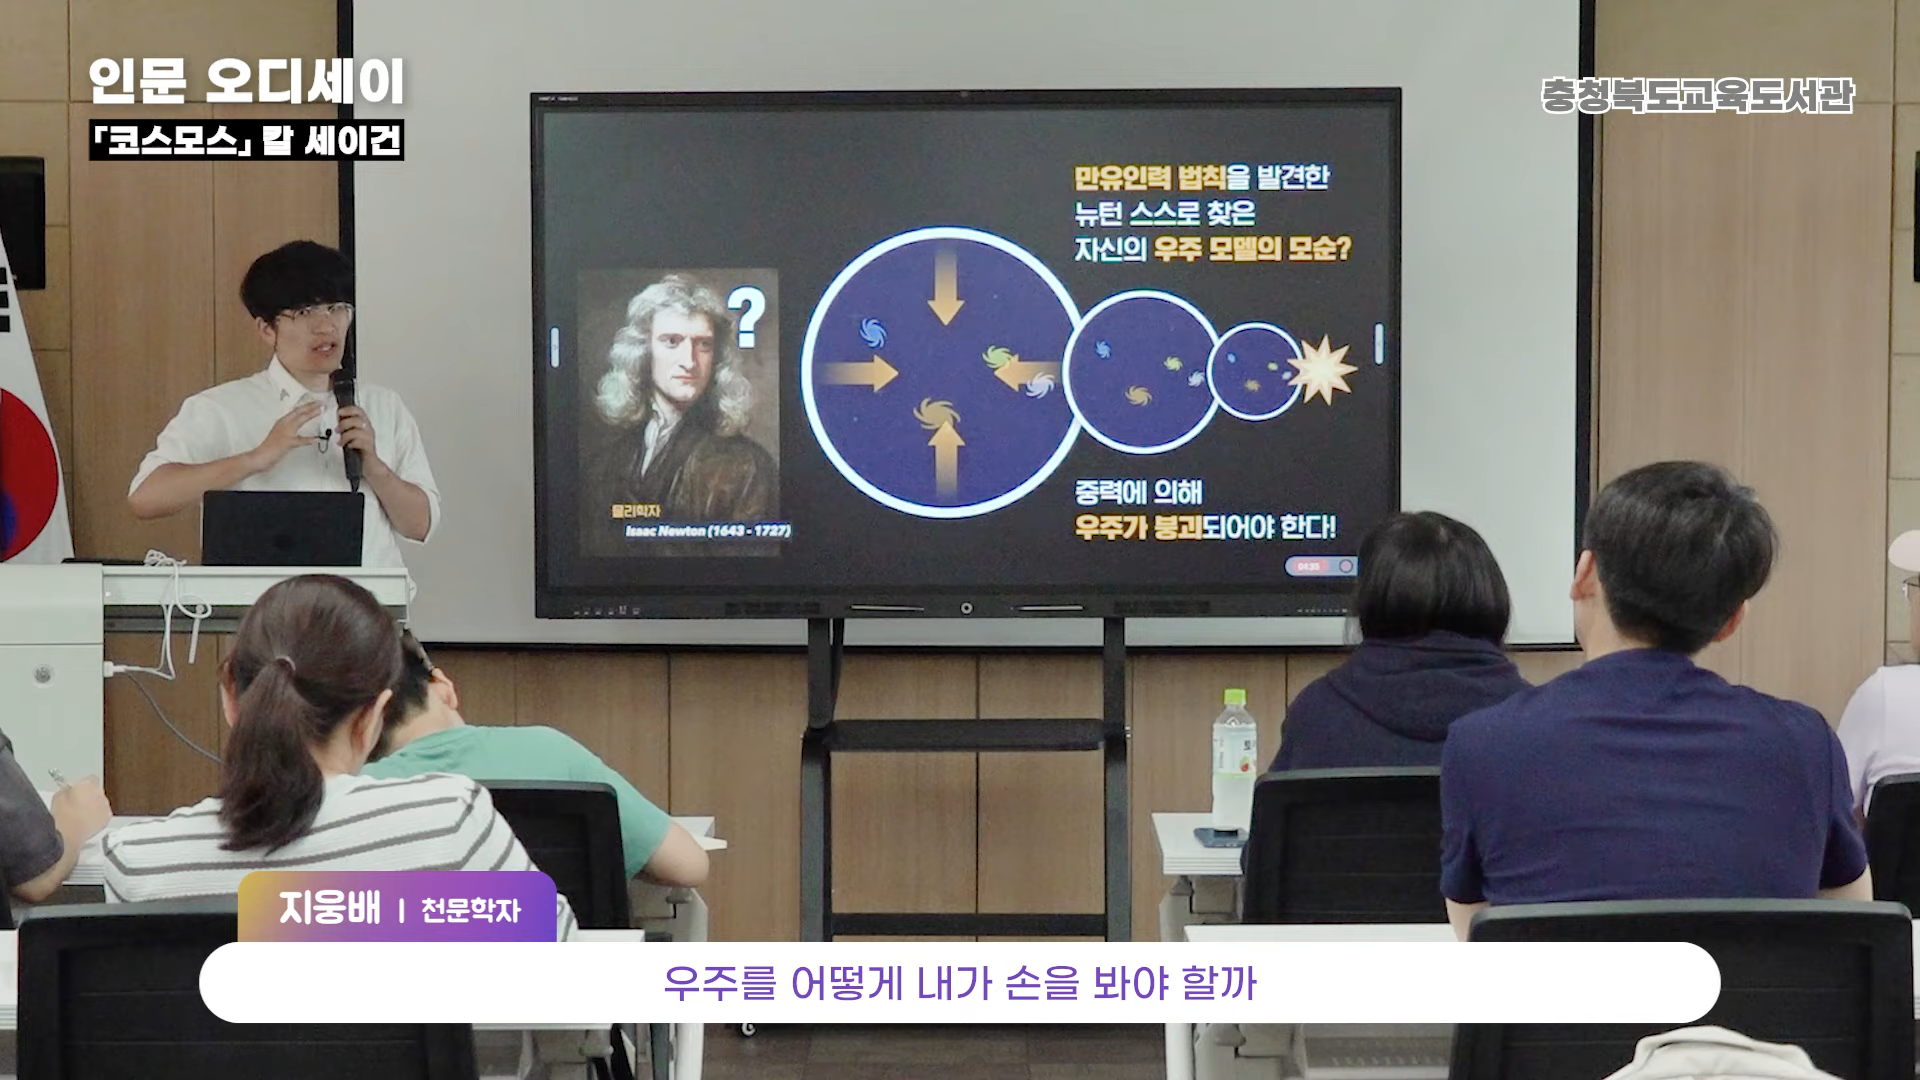 인문 오디세이
「코스모스」 칼 세이건
충청북도교육도서관
만유인력 법칙을 발견한
뉴턴 스스로 찾은
자신의 우주 모델의 모순?
?
물리학자
Isaac Newton (1643 - 1727)
중력에 의해
우주가 붕괴되어야 한다!
지웅배 | 천문학자
우주를 어떻게 내가 손을 봐야 할까